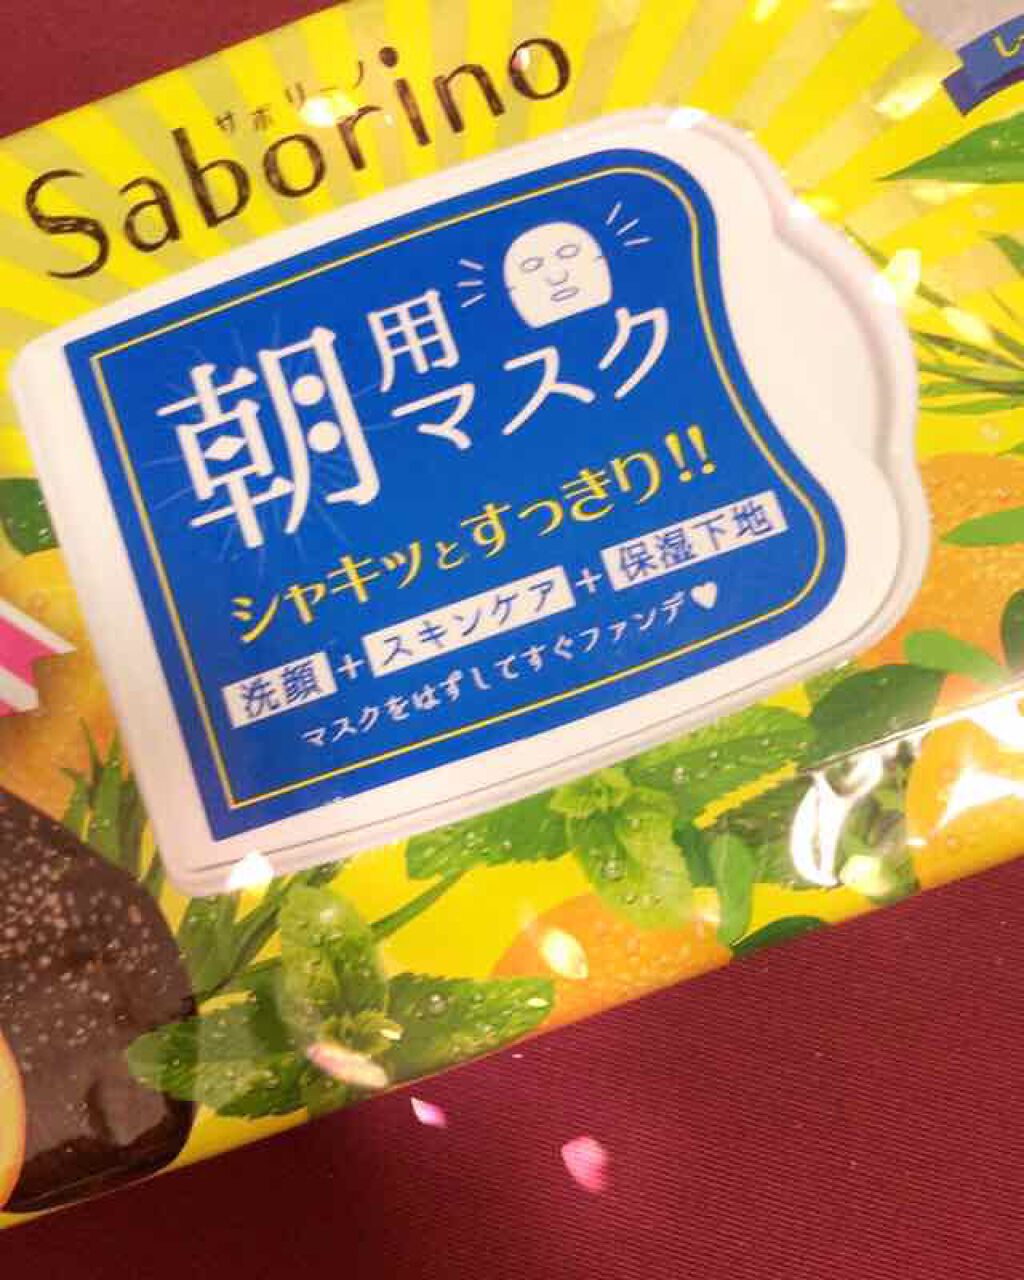 サボリーノ
Saborino
朝用
マスク
シャキッとすっきり!!
洗顔+スキンケア+保湿下地
マスクをはずしてすぐファンデ♥
し